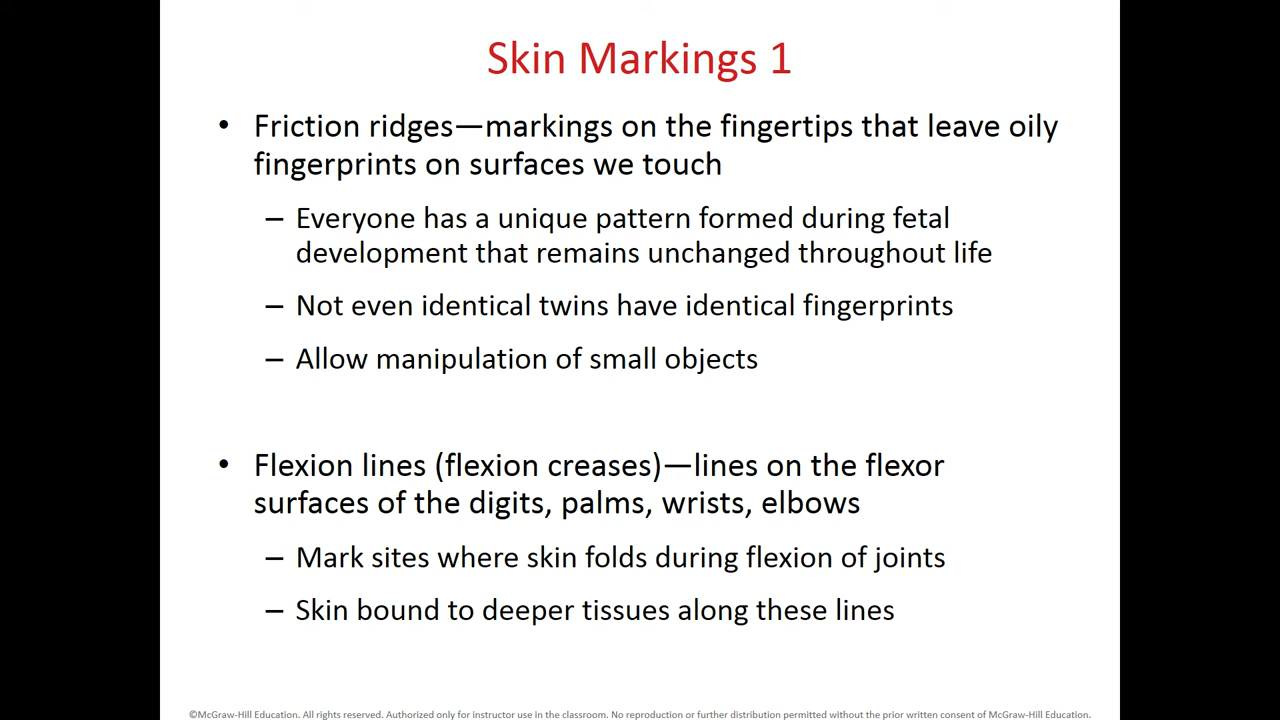 Skin Markings 1
• Friction ridges—markings on the fingertips that leave oily
fingerprints on surfaces we touch
– Everyone has a unique pattern formed during fetal
development that remains unchanged throughout life
– Not even identical twins have identical fingerprints
– Allow manipulation of small objects
• Flexion lines (flexion creases)—lines on the flexor
surfaces of the digits, palms, wrists, elbows
– Mark sites where skin folds during flexion of joints
– Skin bound to deeper tissues along these lines
©McGraw-Hill Education. All rights reserved. Authorized only for instructor use in the classroom. No reproduction or further distribution permitted without the prior written consent of McGraw-Hill Education.